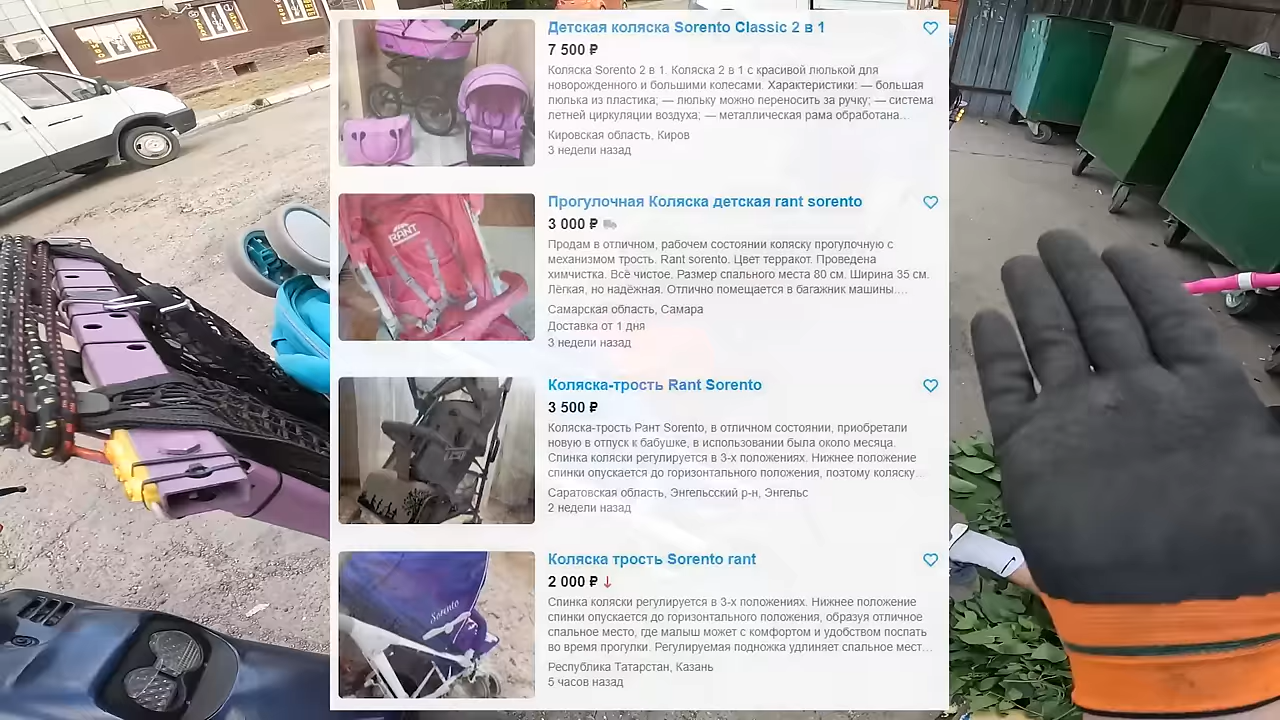 Детская коляска Sorento Classic 2 в 1
7 500 ₽
Коляска Sorento 2 в 1. Коляска 2 в 1 с красивой люлькой для
новорожденного и большими колесами. Характеристики: — большая
люлька из пластика; — люльку можно переносить за ручку; — система
летней циркуляции воздуха; — металлическая рама обработана…
Кировская область, Киров
3 недели назад
Прогулочная Коляска детская rant sorento
3 000 ₽
Продам в отличном, рабочем состоянии коляску прогулочную с
механизмом трость. Rant sorento. Цвет терракот. Проведена
химчистка. Всё чистое. Размер спального места 80 см. Ширина 35 см.
Лёгкая, но надёжная. Отлично помещается в багажник машины.…
Самарская область, Самара
Доставка от 1 дня
3 недели назад
RANT
Коляска-трость Rant Sorento
3 500 ₽
Коляска-трость Рэнт Sorento, в отличном состоянии, приобретали
новую в отпуск к бабушке, в использовании была около месяца.
Спинка коляски регулируется в 3-х положениях. Нижнее положение
спинки опускается до горизонтального положения, поэтому коляску…
Саратовская область, Энгельсский р-н, Энгельс
2 недели назад
Коляска трость Sorento rant
2 000 ₽
Спинка коляски регулируется в 3-х положениях. Нижнее положение
спинки опускается до горизонтального положения, образуя отличное
спальное место, где малыш может с комфортом и удобством поспать
во время прогулки. Регулируемая подножка удлиняет спальное мест…
Республика Татарстан, Казань
5 часов назад
Sorento